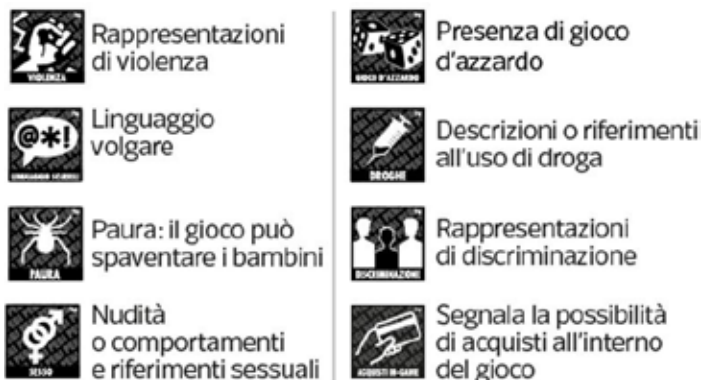 VIOLENZA
Rappresentazioni
di violenza
@*!
Linguaggio
volgare
PAURA
Paura: il gioco può
spaventare i bambini
SESSO
Nudità
o comportamenti
e riferimenti sessuali
GIOCO D'AZZARDO
Presenza di gioco
d'azzardo
DROGHE
Descrizioni o riferimenti
all'uso di droga
DISCRIMINAZIONE
Rappresentazioni
di discriminazione
ACQUISTI IN-GAME
Segnala la possibilità
di acquisti all'interno
del gioco